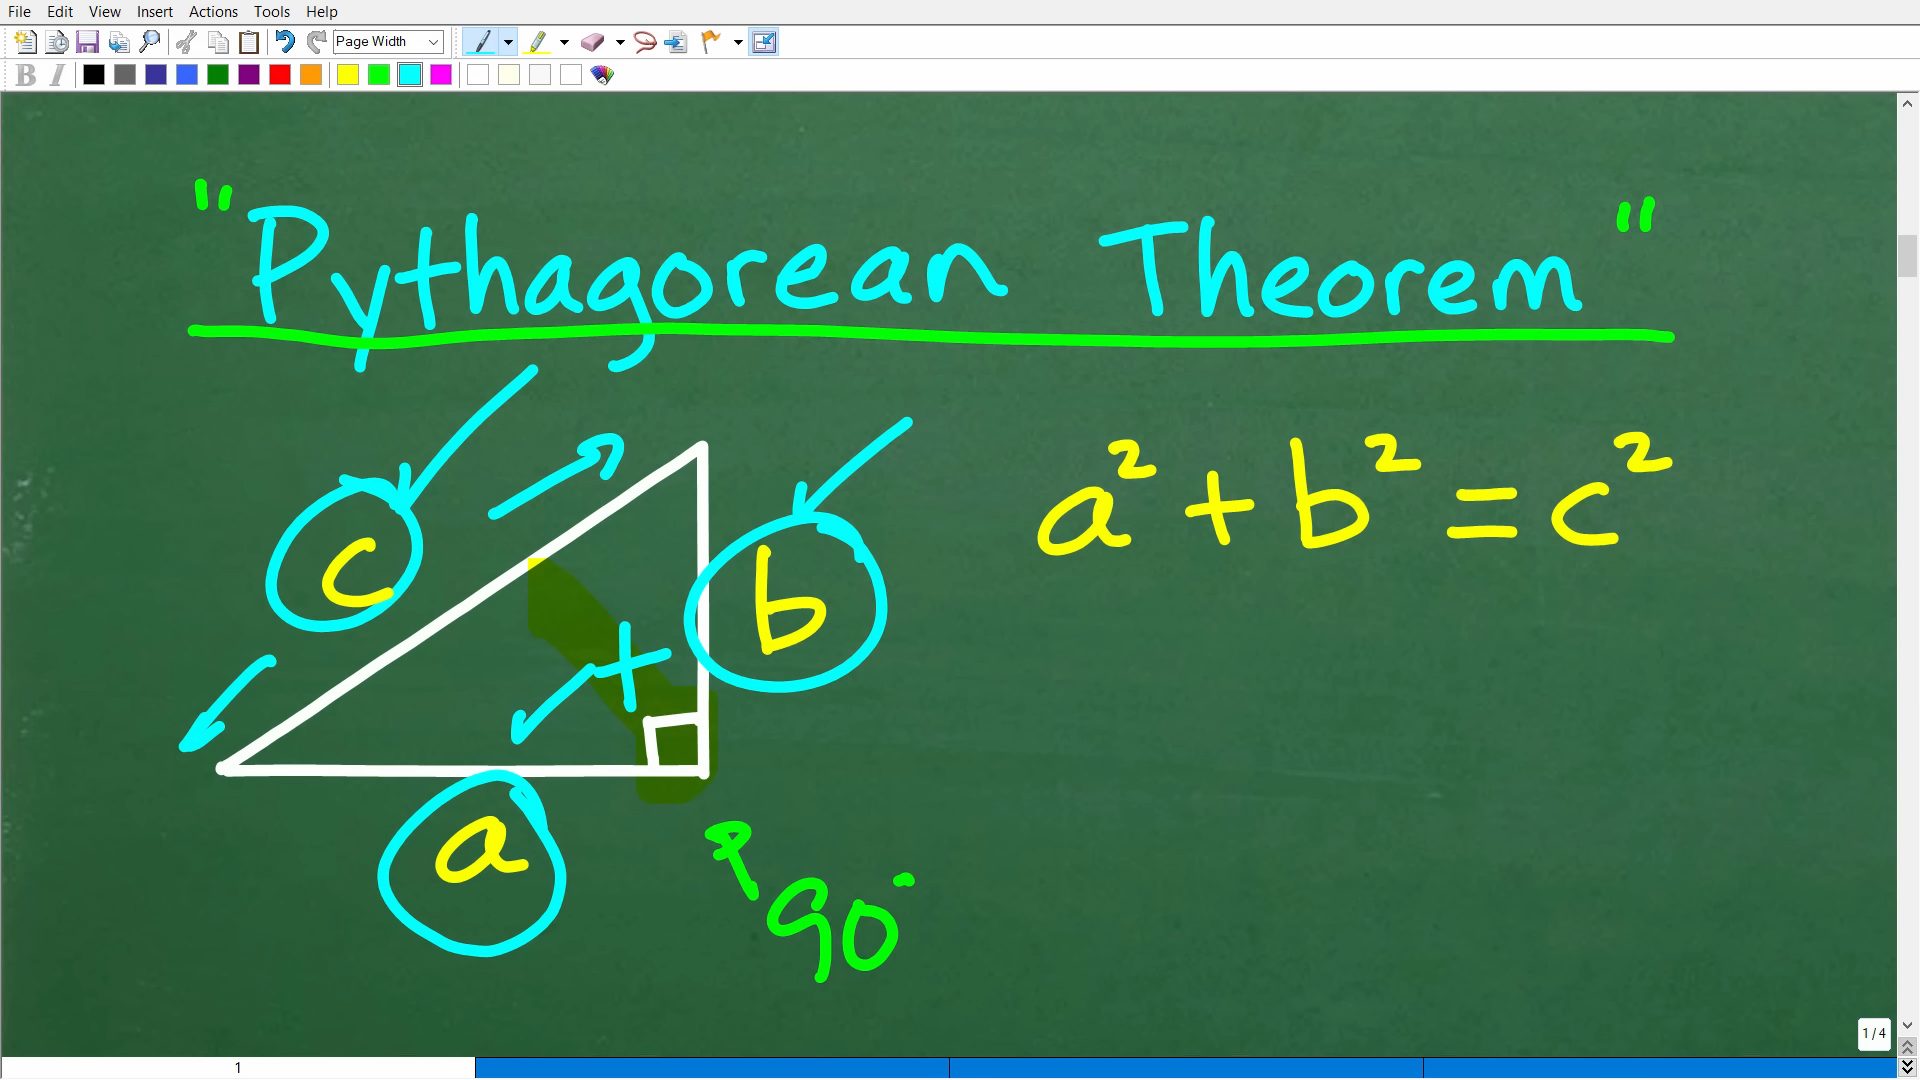 File Edit View Insert Actions Tools Help
Page Width
B I
"Pythagorean Theorem"
a² + b² = c²
c
b
+
a
90°
1 / 4
1